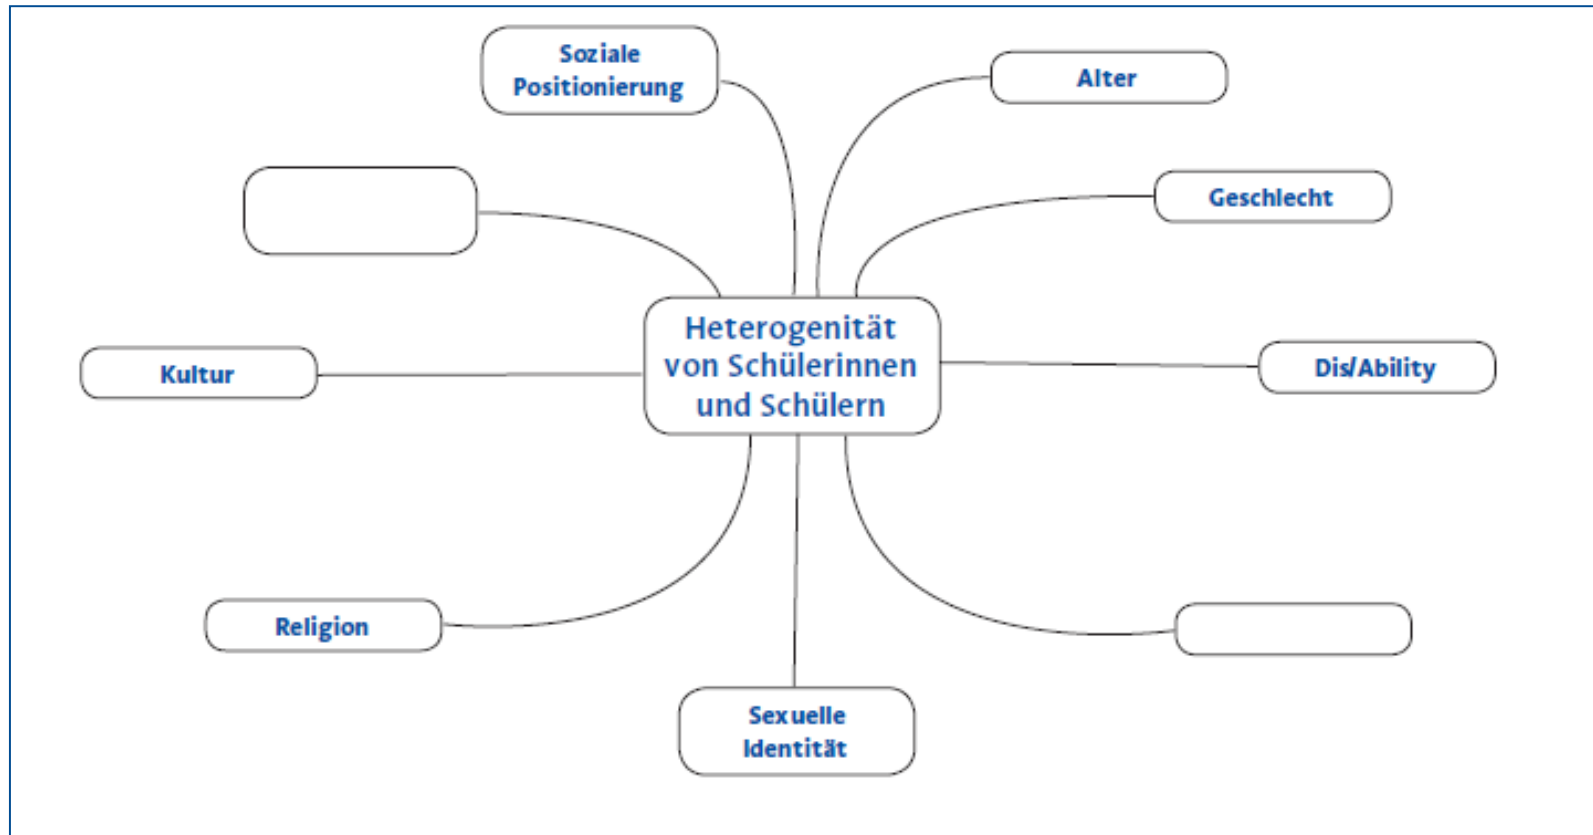 Soziale
Positionierung
Alter
Geschlecht
Heterogenität
von Schülerinnen
und Schülern
Kultur
Dis/Ability
Religion
Sexuelle
Identität